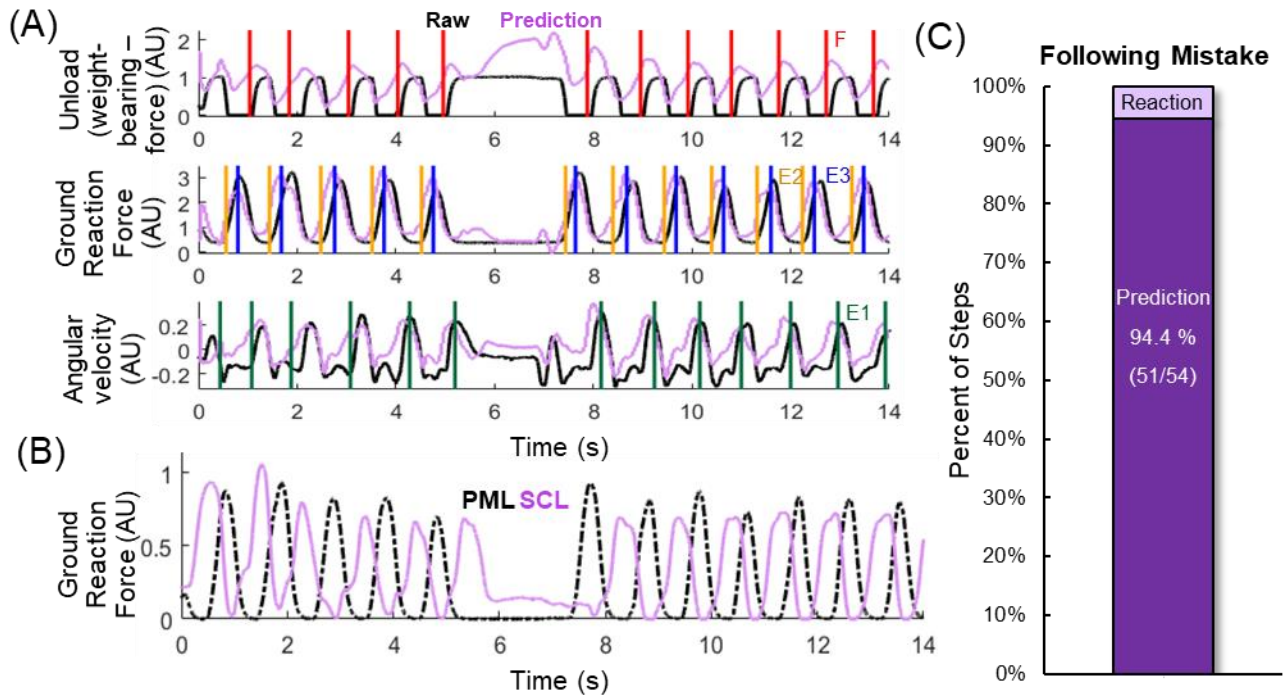 (A)
Raw Prediction
Unload
(weight-
bearing –
force) (AU)
2
1
0
F
0 2 4 6 8 10 12 14
Ground
Reaction
Force
(AU)
3
2
1
0
E2 E3
0 2 4 6 8 10 12 14
Angular
velocity
(AU)
0.2
0
-0.2
E1
0 2 4 6 8 10 12 14
Time (s)
(B)
Ground
Reaction
Force (AU)
1
0.5
0
PML SCL
0 2 4 6 8 10 12 14
Time (s)
(C)
Following Mistake
Percent of Steps
100%
90%
80%
70%
60%
50%
40%
30%
20%
10%
0%
Reaction
Prediction
94.4 %
(51/54)